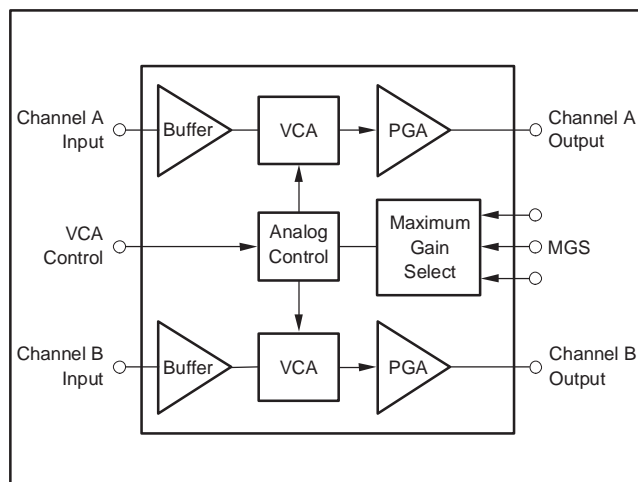 Channel A
Input
Buffer
VCA
PGA
Channel A
Output
VCA
Control
Analog
Control
Maximum
Gain
Select
MGS
Channel B
Input
Buffer
VCA
PGA
Channel B
Output